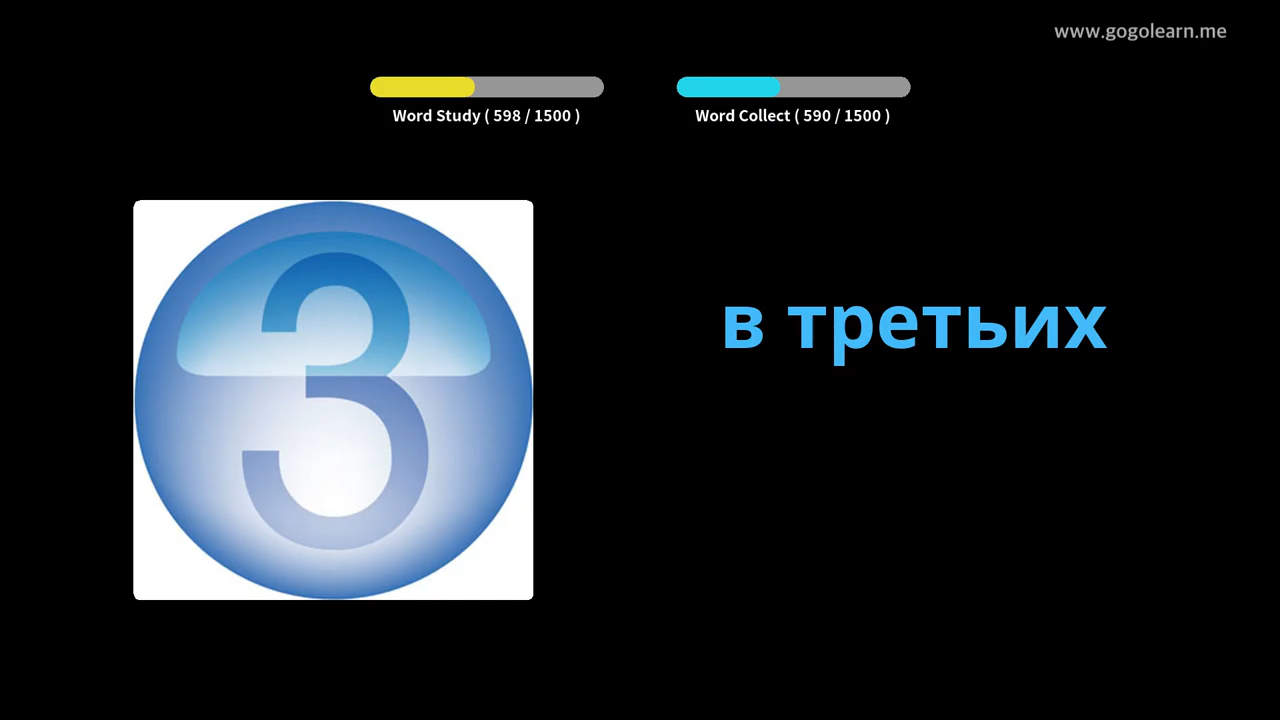 www.gogolearn.me
Word Study ( 598 / 1500 )
Word Collect ( 590 / 1500 )
3
в третьих